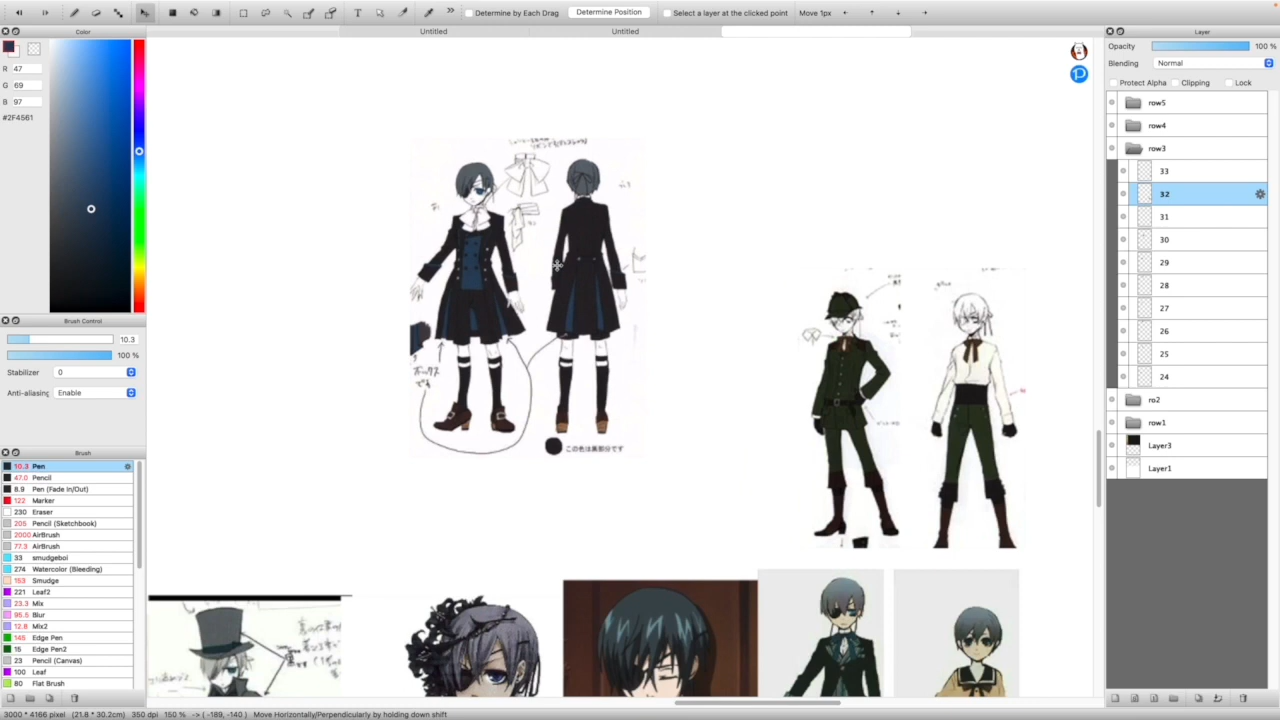 Determine by Each Drag
Determine Position
Select a layer at the clicked point
Move 1px
Color
Untitled
Untitled
Layer
R 47
G 69
B 97
#2F4561
Opacity
100 %
Blending
Normal
Protect Alpha
Clipping
Lock
row5
row4
row3
33
32
31
30
29
28
27
26
25
24
ro2
row1
Layer3
Layer1
Brush Control
10.3
100 %
Stabilizer
0
Anti-aliasing
Enable
Brush
10.3 Pen
47.0 Pencil
8.9 Pen (Fade In/Out)
122 Marker
230 Eraser
205 Pencil (Sketchbook)
2000 AirBrush
77.3 AirBrush
33 smudgeboi
274 Watercolor (Bleeding)
153 Smudge
221 Leaf2
23.3 Mix
95.5 Blur
12.8 Mix2
145 Edge Pen
15 Edge Pen2
23 Pencil (Canvas)
100 Leaf
80 Flat Brush
ボックス
です
この色は黒部分です
3000 * 4166 pixel (21.8 * 30.2cm) 350 dpi 150 % -> ( -189, -140 ) Move Horizontally/Perpendicularly by holding down shift